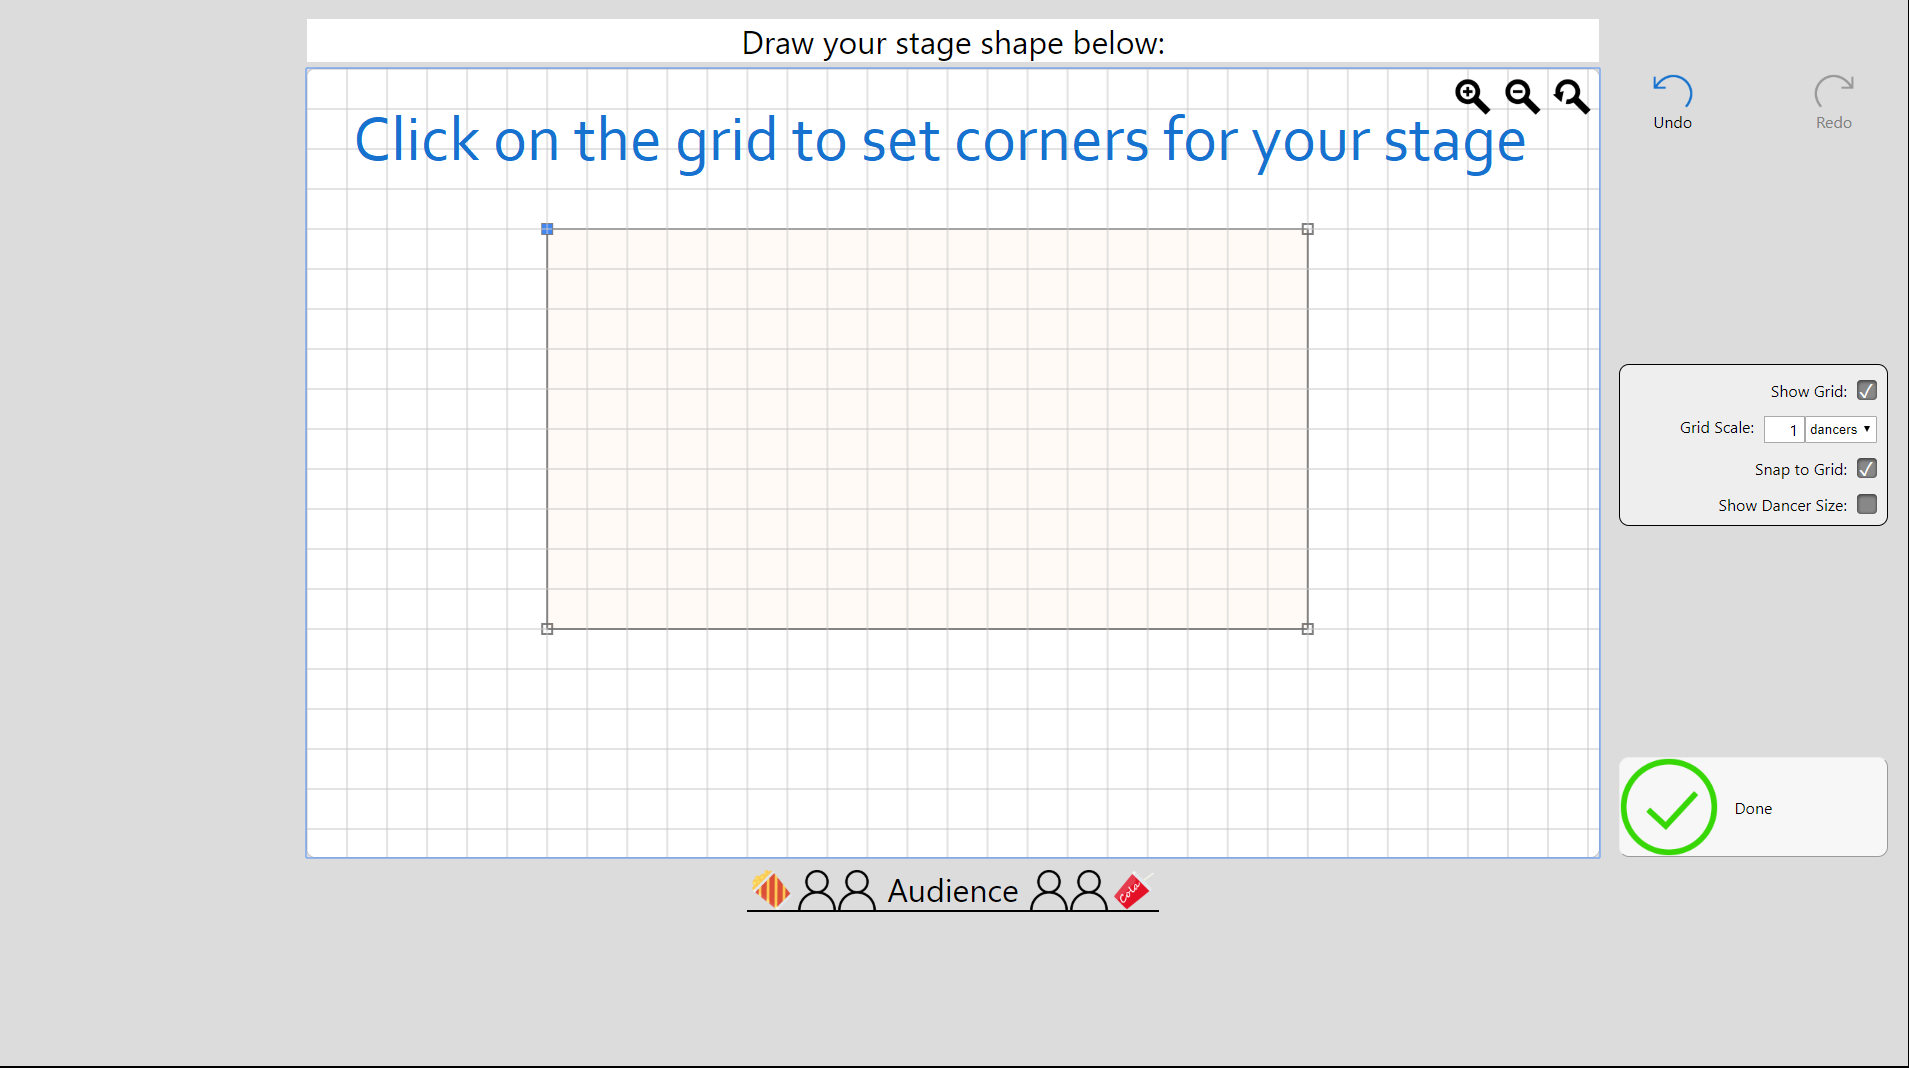 Draw your stage shape below:
Click on the grid to set corners for your stage
Undo
Redo
Show Grid:
Grid Scale: 1 dancers
Snap to Grid:
Show Dancer Size:
Done
Audience
Cola